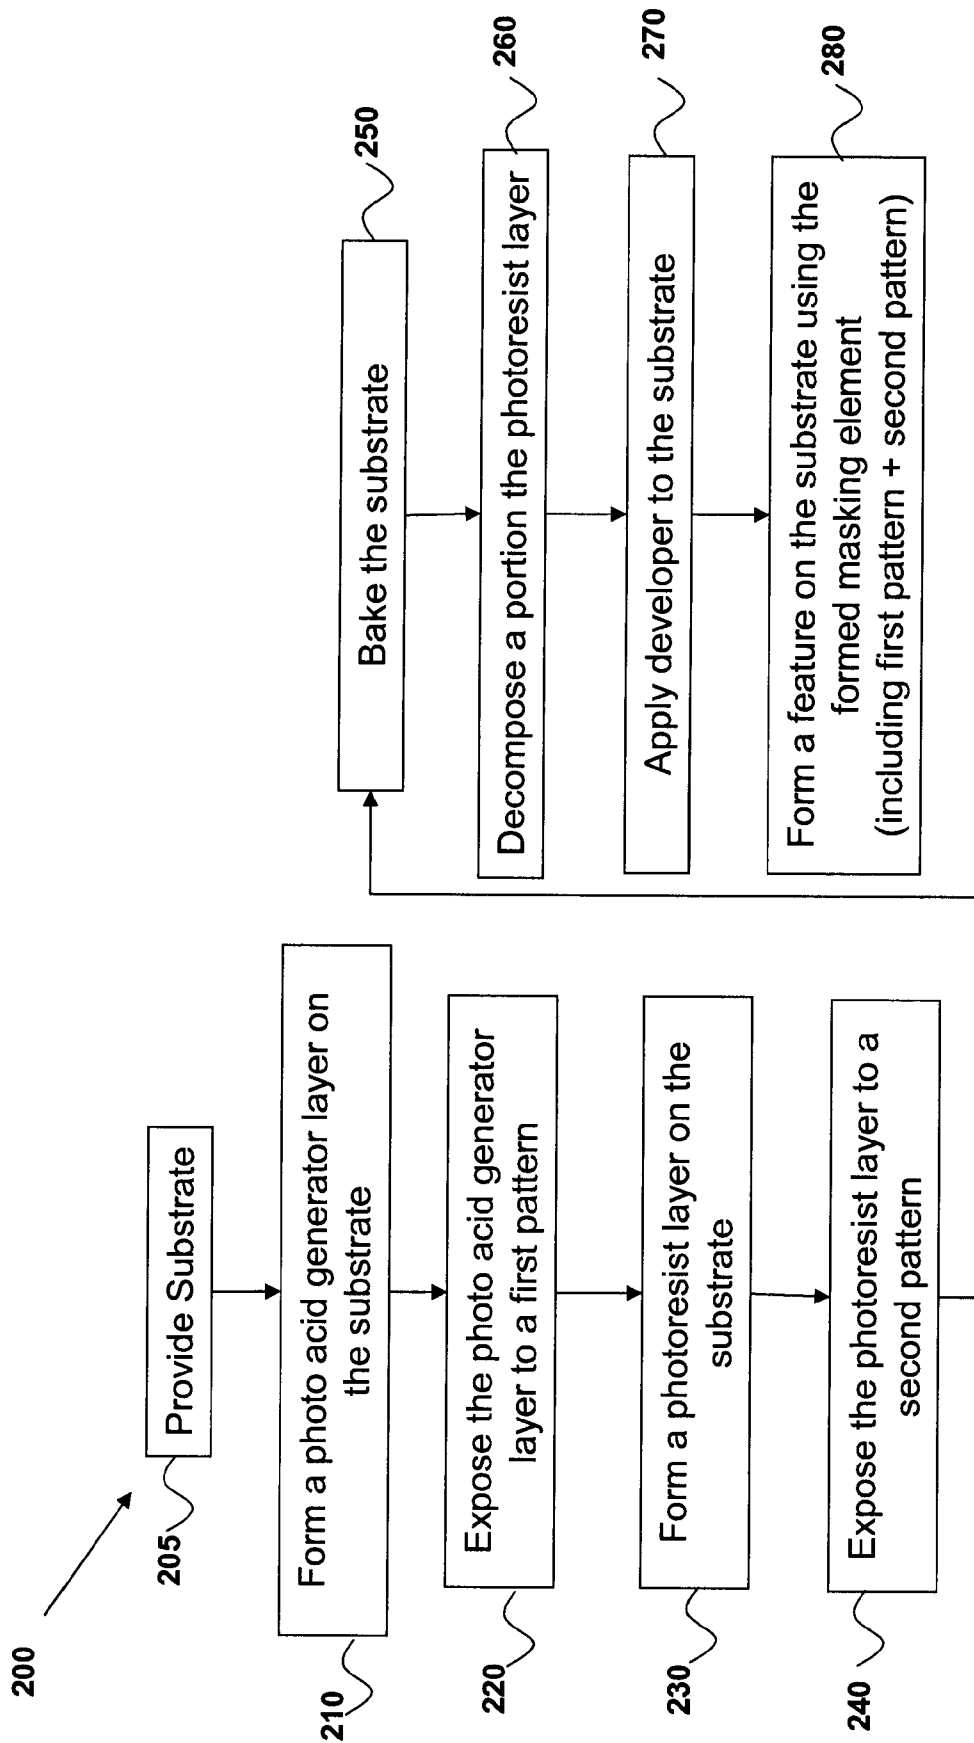 200
205
Provide Substrate
210
Form a photo acid generator layer on
the substrate
220
Expose the photo acid generator
layer to a first pattern
230
Form a photoresist layer on the
substrate
240
Expose the photoresist layer to a
second pattern
250
Bake the substrate
260
Decompose a portion the photoresist layer
270
Apply developer to the substrate
280
Form a feature on the substrate using the
formed masking element
(including first pattern + second pattern)